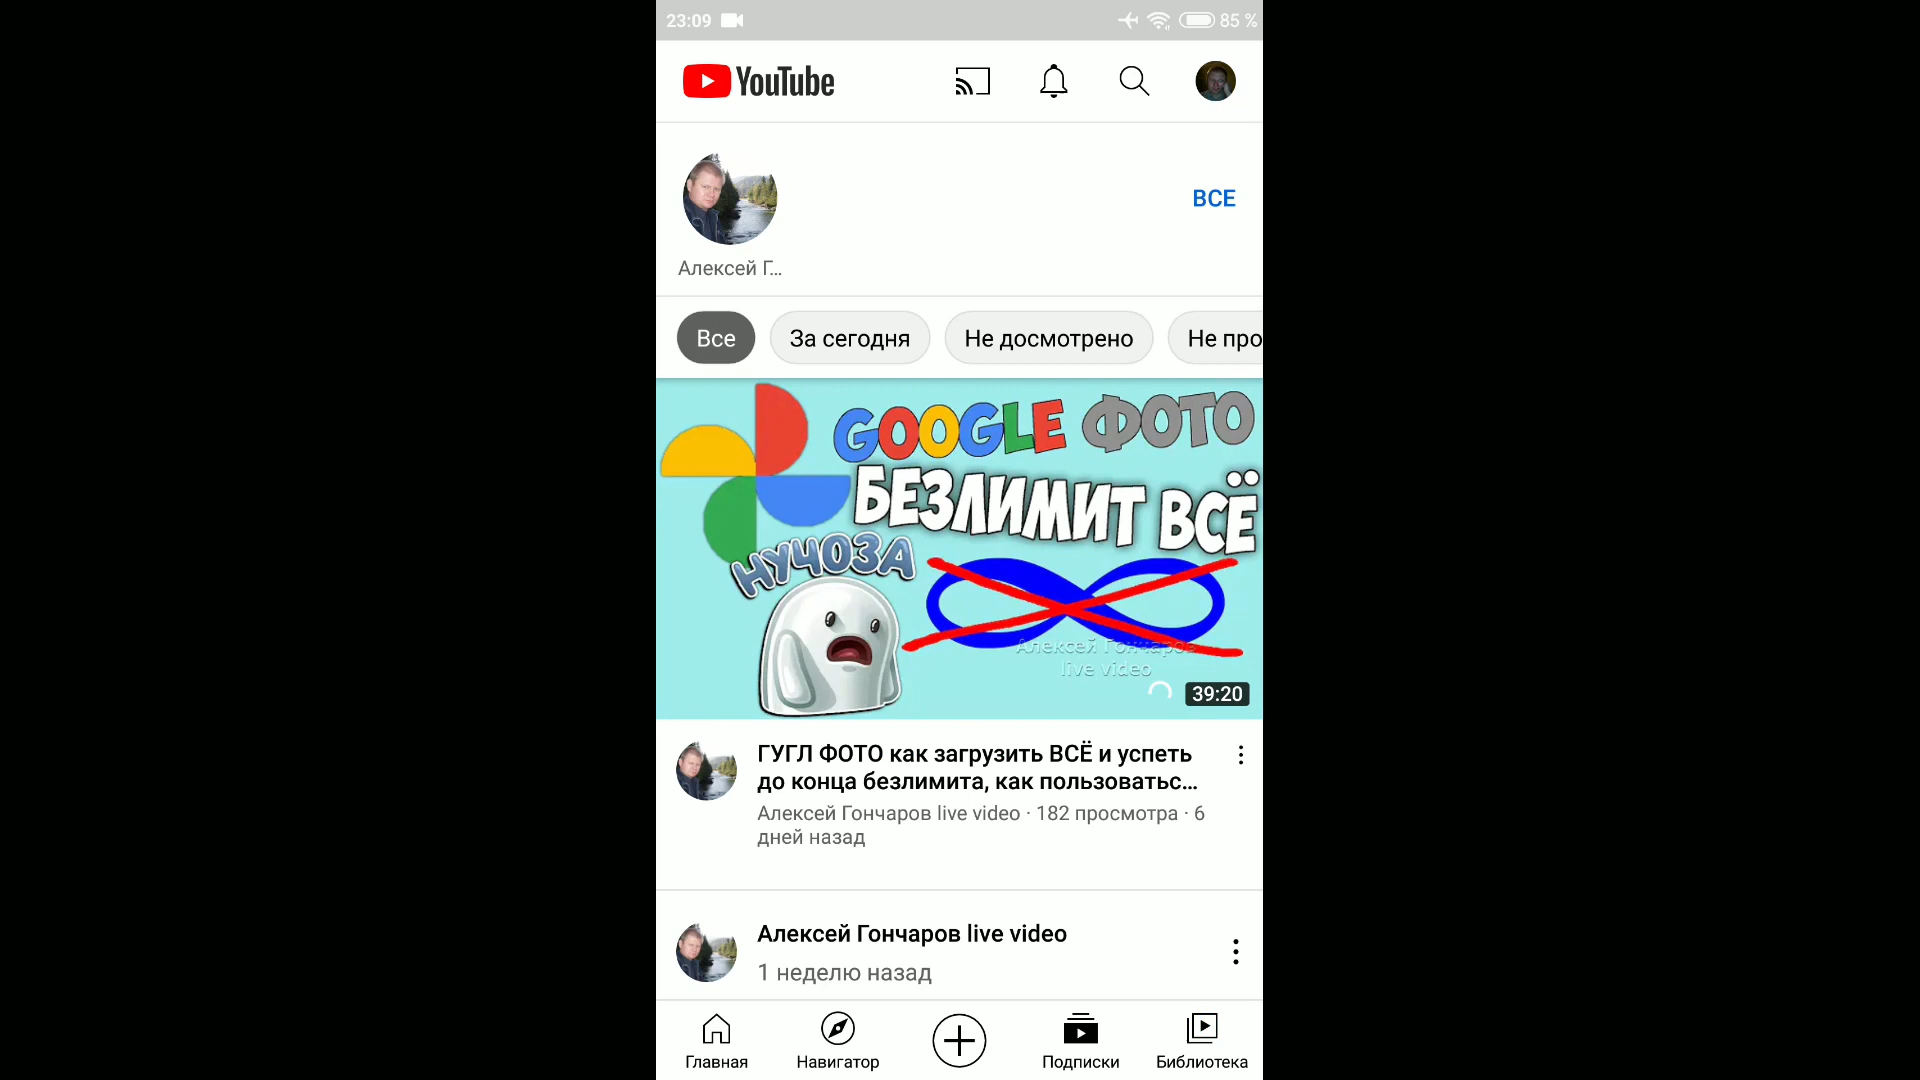 23:09
85 %
YouTube
ВСЕ
Алексей Г...
Все
За сегодня
Не досмотрено
Не про
GOOGLE ФОТО
БЕЗЛИМИТ ВСЁ
НУЧОЗА
Алексей Гончаров
live video
39:20
ГУГЛ ФОТО как загрузить ВСЁ и успеть
до конца безлимита, как пользоватьс...
Алексей Гончаров live video · 182 просмотра · 6
дней назад
Алексей Гончаров live video
1 неделю назад
Главная
Навигатор
Подписки
Библиотека